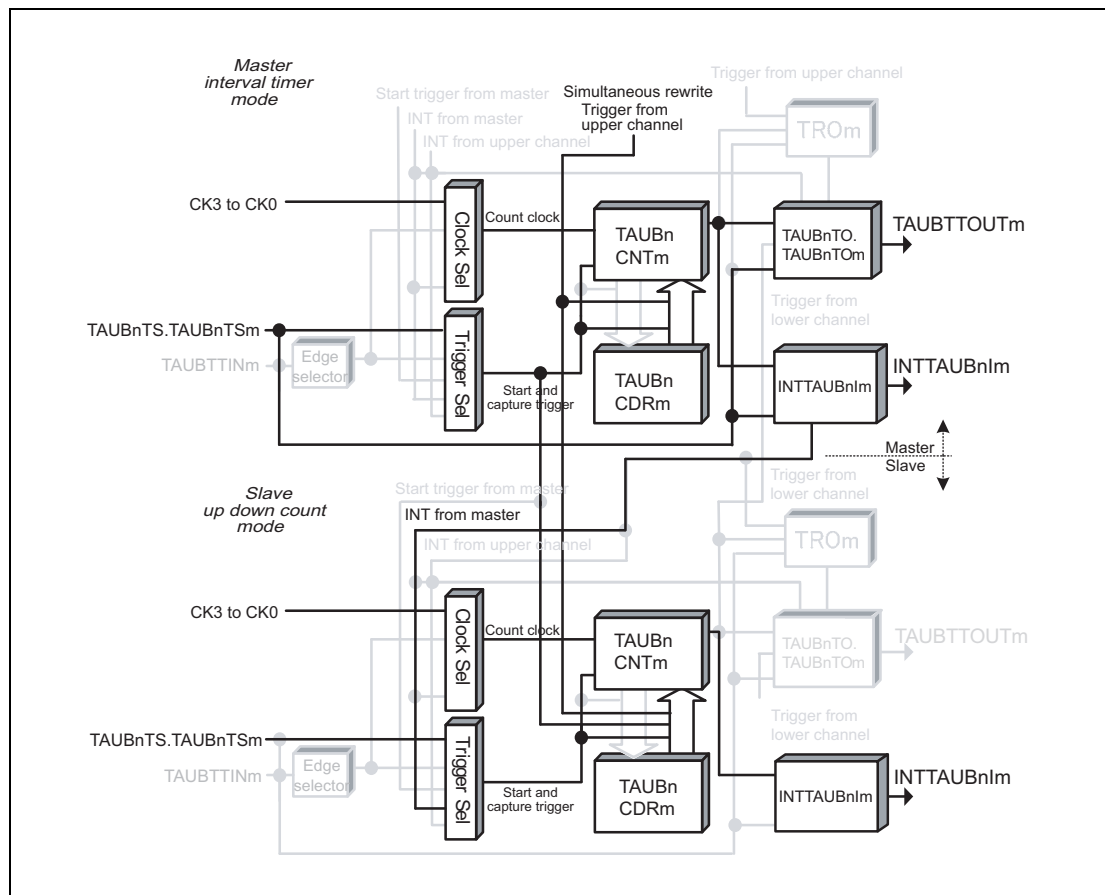 Master
interval timer
mode
Trigger from upper channel
Simultaneous rewrite
Trigger from
upper channel
Start trigger from master
INT from master
INT from upper channel
TROm
CK3 to CK0
Clock Sel
Count clock
TAUBn
CNTm
TAUBnTO.
TAUBnTOm
TAUBTTOUTm
TAUBnTS.TAUBnTSm
TAUBTTINm
Edge
selector
Trigger Sel
Start and
capture trigger
TAUBn
CDRm
Trigger from
lower channel
INTTAUBnIm
INTTAUBnIm
Master
Slave
Slave
up down count
mode
Start trigger from master
INT from master
INT from upper channel
Trigger from
lower channel
TROm
CK3 to CK0
Clock Sel
Count clock
TAUBn
CNTm
TAUBnTO.
TAUBnTOm
TAUBTTOUTm
TAUBnTS.TAUBnTSm
TAUBTTINm
Edge
selector
Trigger Sel
Start and
capture trigger
TAUBn
CDRm
Trigger from
lower channel
INTTAUBnIm
INTTAUBnIm